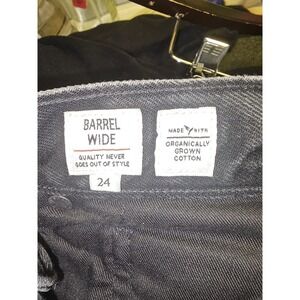 BARREL
WIDE
QUALITY NEVER
GOES OUT OF STYLE
24
MADE WITH
ORGANICALLY
GROWN
COTTON